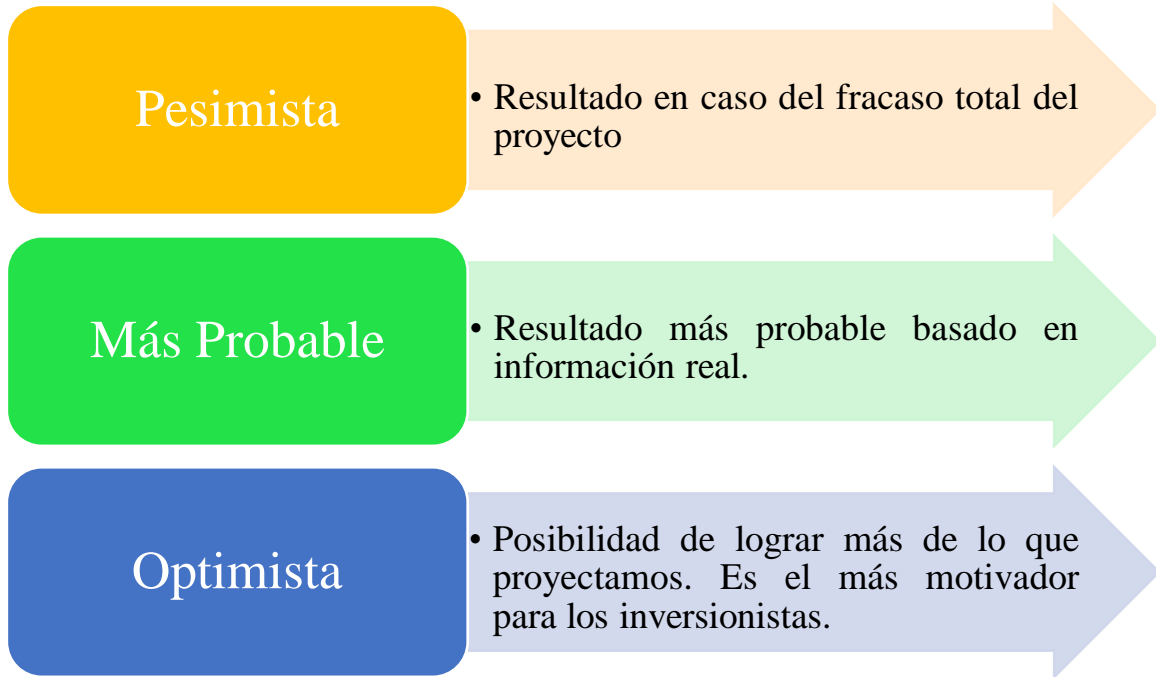 Pesimista
• Resultado en caso del fracaso total del
proyecto
Más Probable
• Resultado más probable basado en
información real.
Optimista
• Posibilidad de lograr más de lo que
proyectamos. Es el más motivador
para los inversionistas.